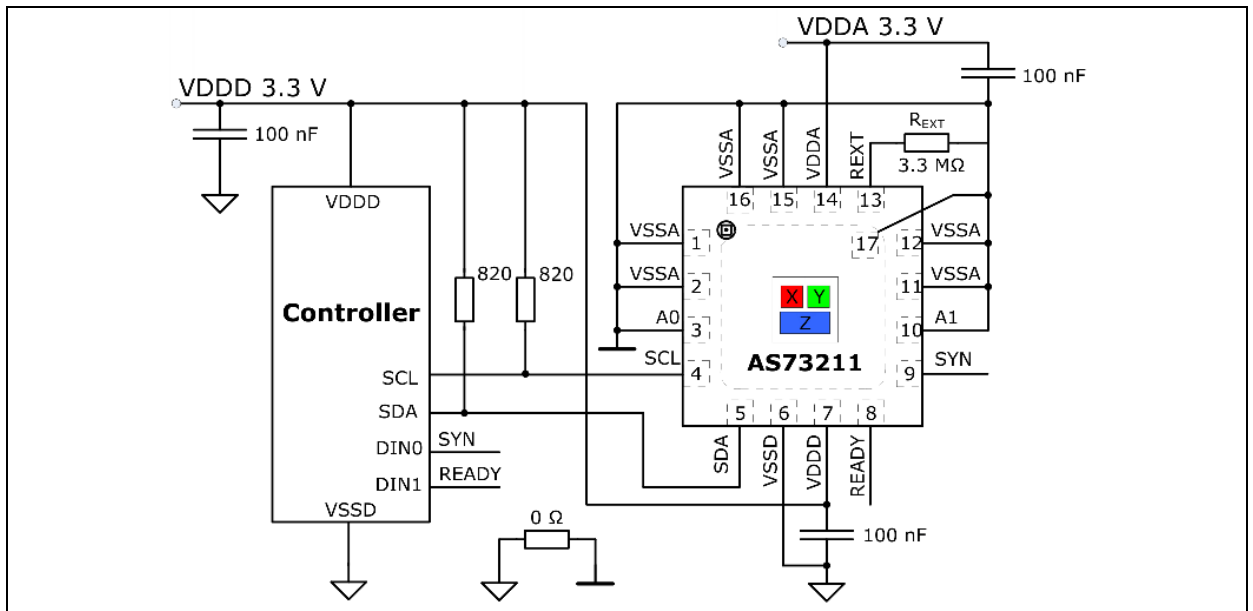 VDDA 3.3 V
100 nF
VDDD 3.3 V
100 nF
VSSA
VSSA
VDDA
REXT
REXT
3.3 MΩ
16
15
14
13
17
VDDD
VSSA
1
12
VSSA
VSSA
2
11
VSSA
A0
3
10
A1
SCL
4
9
SYN
820
820
X
Y
Z
AS73211
Controller
SCL
SDA
DIN0
SYN
DIN1
READY
VSSD
5
6
7
8
SDA
VSSD
VDDD
READY
0 Ω
100 nF